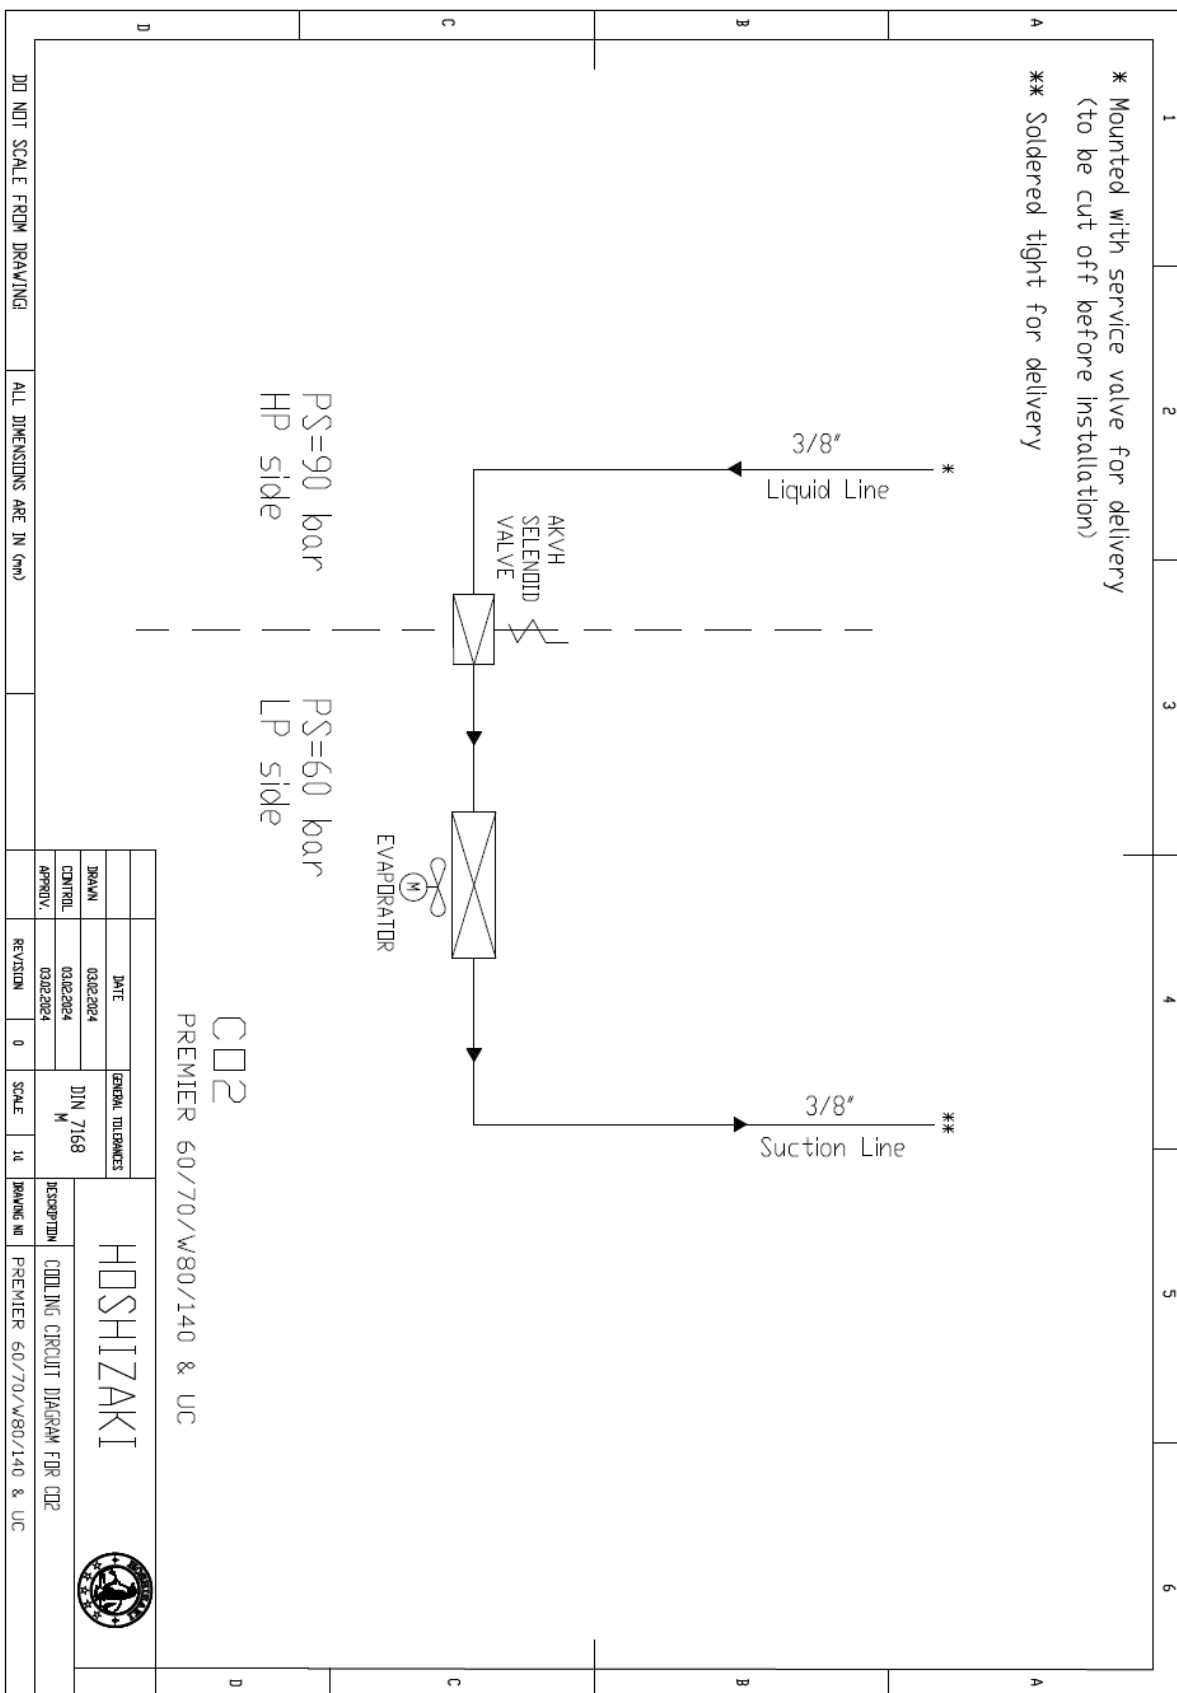 1
2
3
4
5
6
A
B
C
D
A
B
C
D
* Mounted with service valve for delivery
(to be cut off before installation)
** Soldered tight for delivery
*
3/8"
Liquid Line
**
3/8"
Suction Line
AKVH
SELENOID
VALVE
EVAPORATOR
M
PS=90 bar
HP side
PS=60 bar
LP side
CO2
PREMIER 60/70/W80/140 & UC
DATE
GENERAL TOLERANCES
DRAWN
03.02.2024
CONTROL
03.02.2024
APPROV.
03.02.2024
DIN 7168
M
HOSHIZAKI
HOSHIZAKI
DESCRIPTION
COOLING CIRCUIT DIAGRAM FOR CO2
DO NOT SCALE FROM DRAWING!
ALL DIMENSIONS ARE IN (mm)
REVISION
0
SCALE
1:1
DRAWING NO
PREMIER 60/70/W80/140 & UC